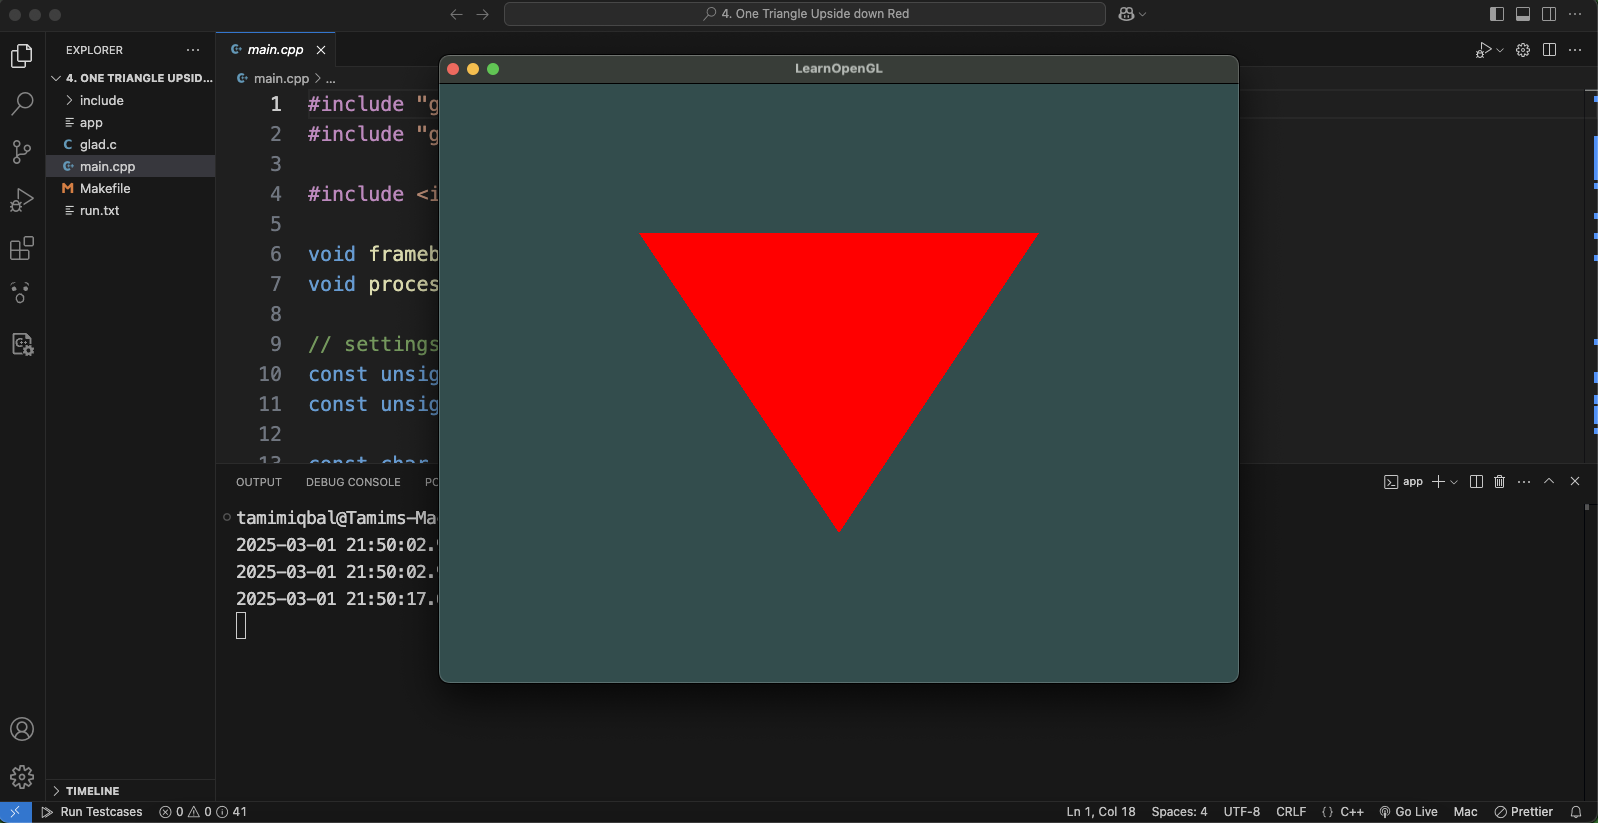 4. One Triangle Upside down Red
EXPLORER
4. ONE TRIANGLE UPSID...
include
app
glad.c
main.cpp
Makefile
run.txt
TIMELINE
main.cpp
main.cpp > ...
1 #include "g
2 #include "g
3
4 #include <i
5
6 void frameb
7 void proces
8
9 // settings
10 const unsig
11 const unsig
12
13 const char
LearnOpenGL
OUTPUT DEBUG CONSOLE PO
app
tamimiqbal@Tamims-Ma
2025-03-01 21:50:02.
2025-03-01 21:50:02.
2025-03-01 21:50:17.
Run Testcases 0 0 41
Ln 1, Col 18 Spaces: 4 UTF-8 CRLF {} C++ Go Live Mac Prettier